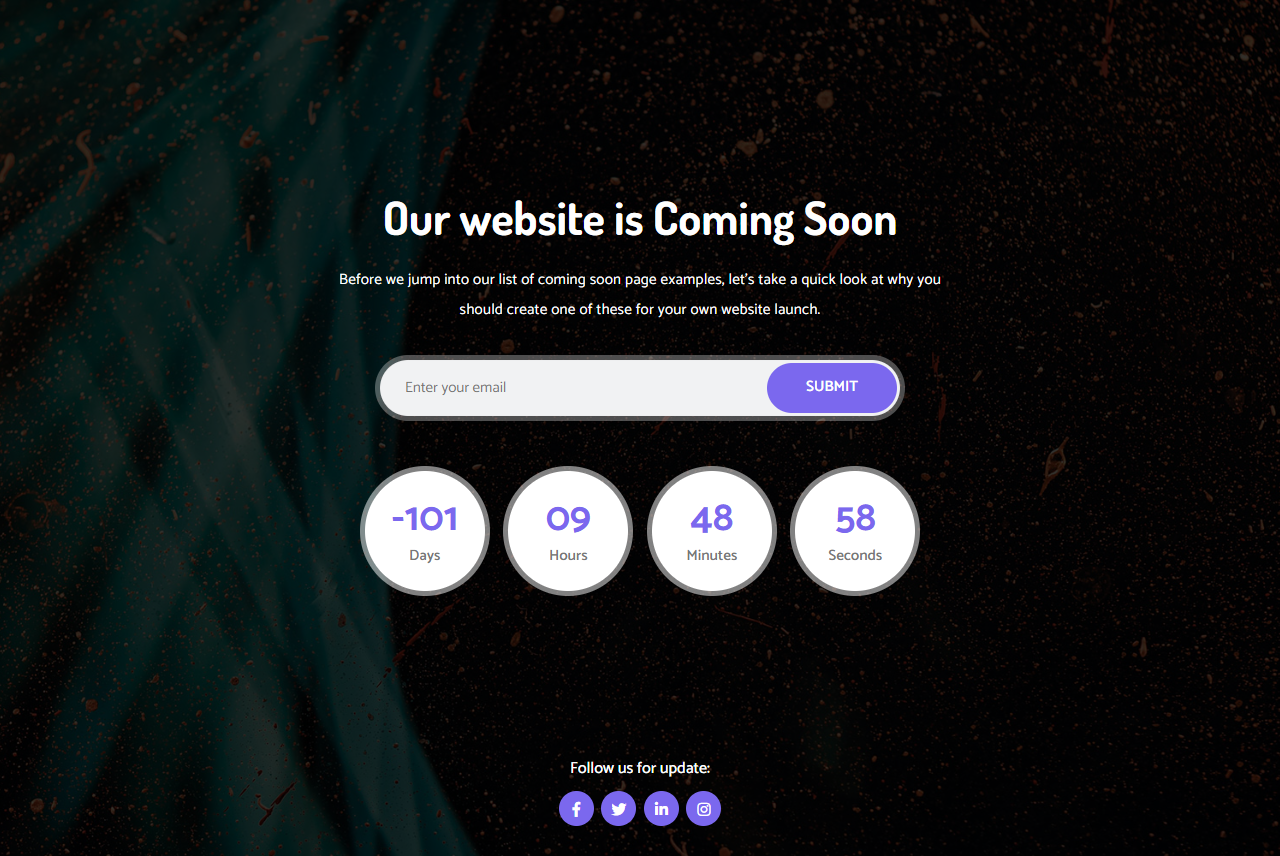 Our website is Coming Soon
Before we jump into our list of coming soon page examples, let's take a quick look at why you
should create one of these for your own website launch.
Enter your email
SUBMIT
-101
Days
09
Hours
48
Minutes
58
Seconds
Follow us for update: